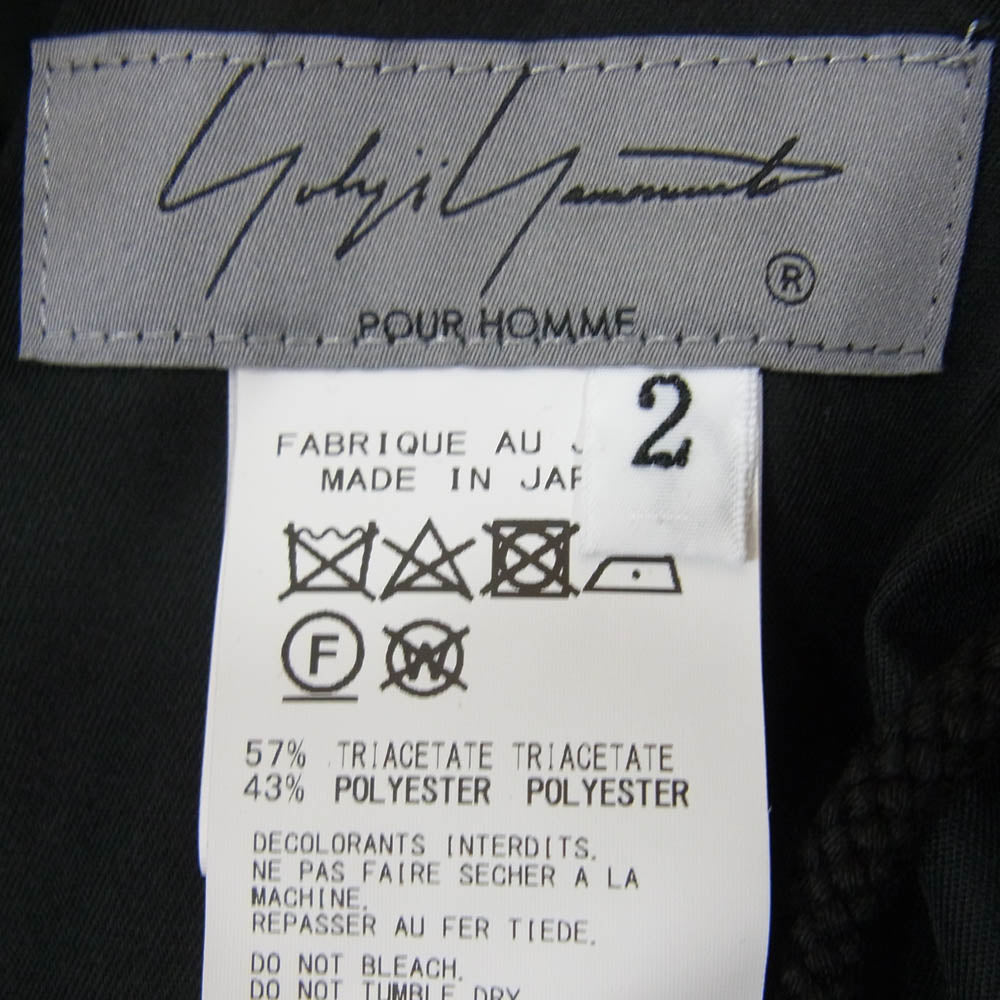 Yohji Yamamoto
®
POUR HOMME
2
FABRIQUE AU J
MADE IN JAP
F
W
57% TRIACETATE TRIACETATE
43% POLYESTER POLYESTER
DECOLORANTS INTERDITS.
NE PAS FAIRE SECHER A LA
MACHINE.
REPASSER AU FER TIEDE.
DO NOT BLEACH.
DO NOT TUMBLE DRY